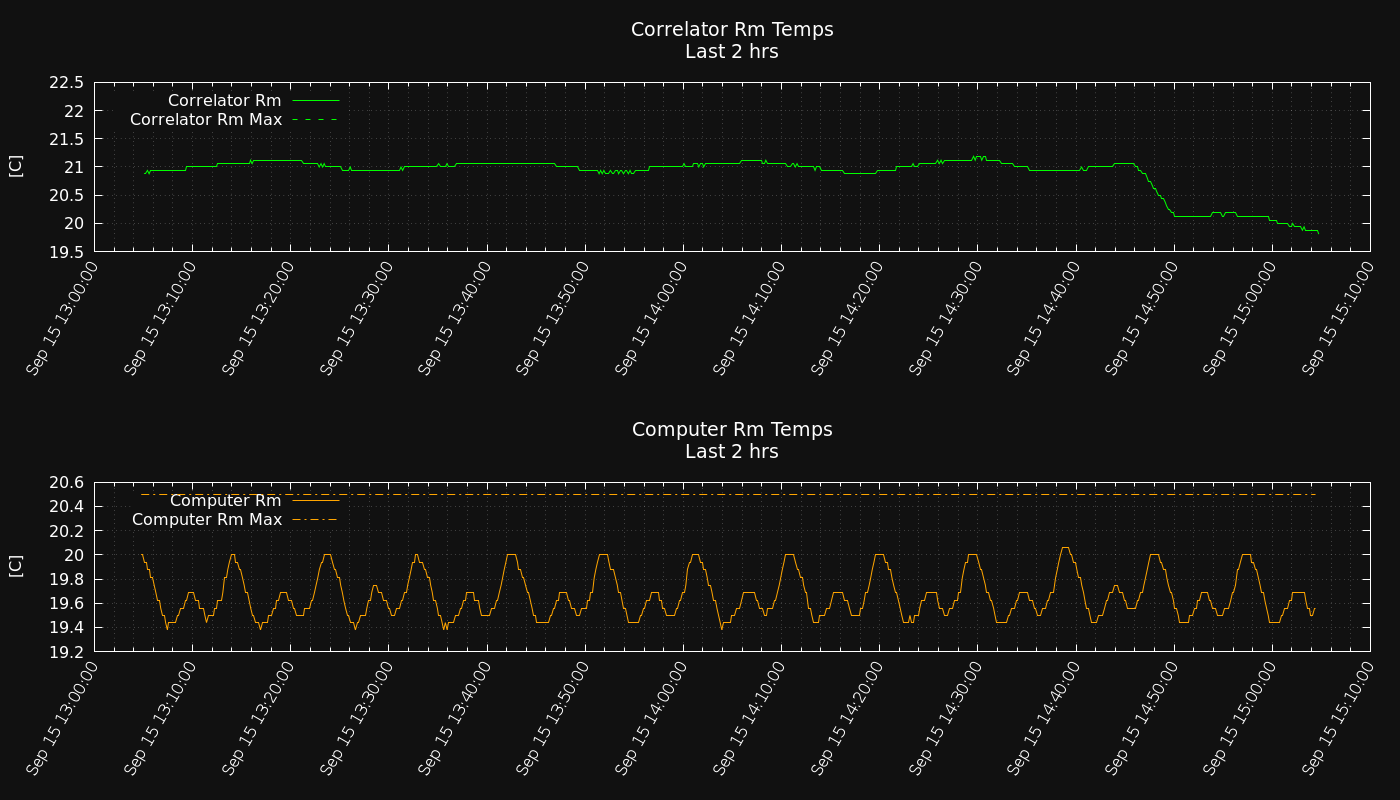 Correlator Rm Temps
Last 2 hrs
22.5
22
21.5
21
20.5
20
19.5
[C]
Correlator Rm
Correlator Rm Max
Sep 15 13:00:00
Sep 15 13:10:00
Sep 15 13:20:00
Sep 15 13:30:00
Sep 15 13:40:00
Sep 15 13:50:00
Sep 15 14:00:00
Sep 15 14:10:00
Sep 15 14:20:00
Sep 15 14:30:00
Sep 15 14:40:00
Sep 15 14:50:00
Sep 15 15:00:00
Sep 15 15:10:00
Computer Rm Temps
Last 2 hrs
20.6
20.4
20.2
20
19.8
19.6
19.4
19.2
[C]
Computer Rm
Computer Rm Max
Sep 15 13:00:00
Sep 15 13:10:00
Sep 15 13:20:00
Sep 15 13:30:00
Sep 15 13:40:00
Sep 15 13:50:00
Sep 15 14:00:00
Sep 15 14:10:00
Sep 15 14:20:00
Sep 15 14:30:00
Sep 15 14:40:00
Sep 15 14:50:00
Sep 15 15:00:00
Sep 15 15:10:00